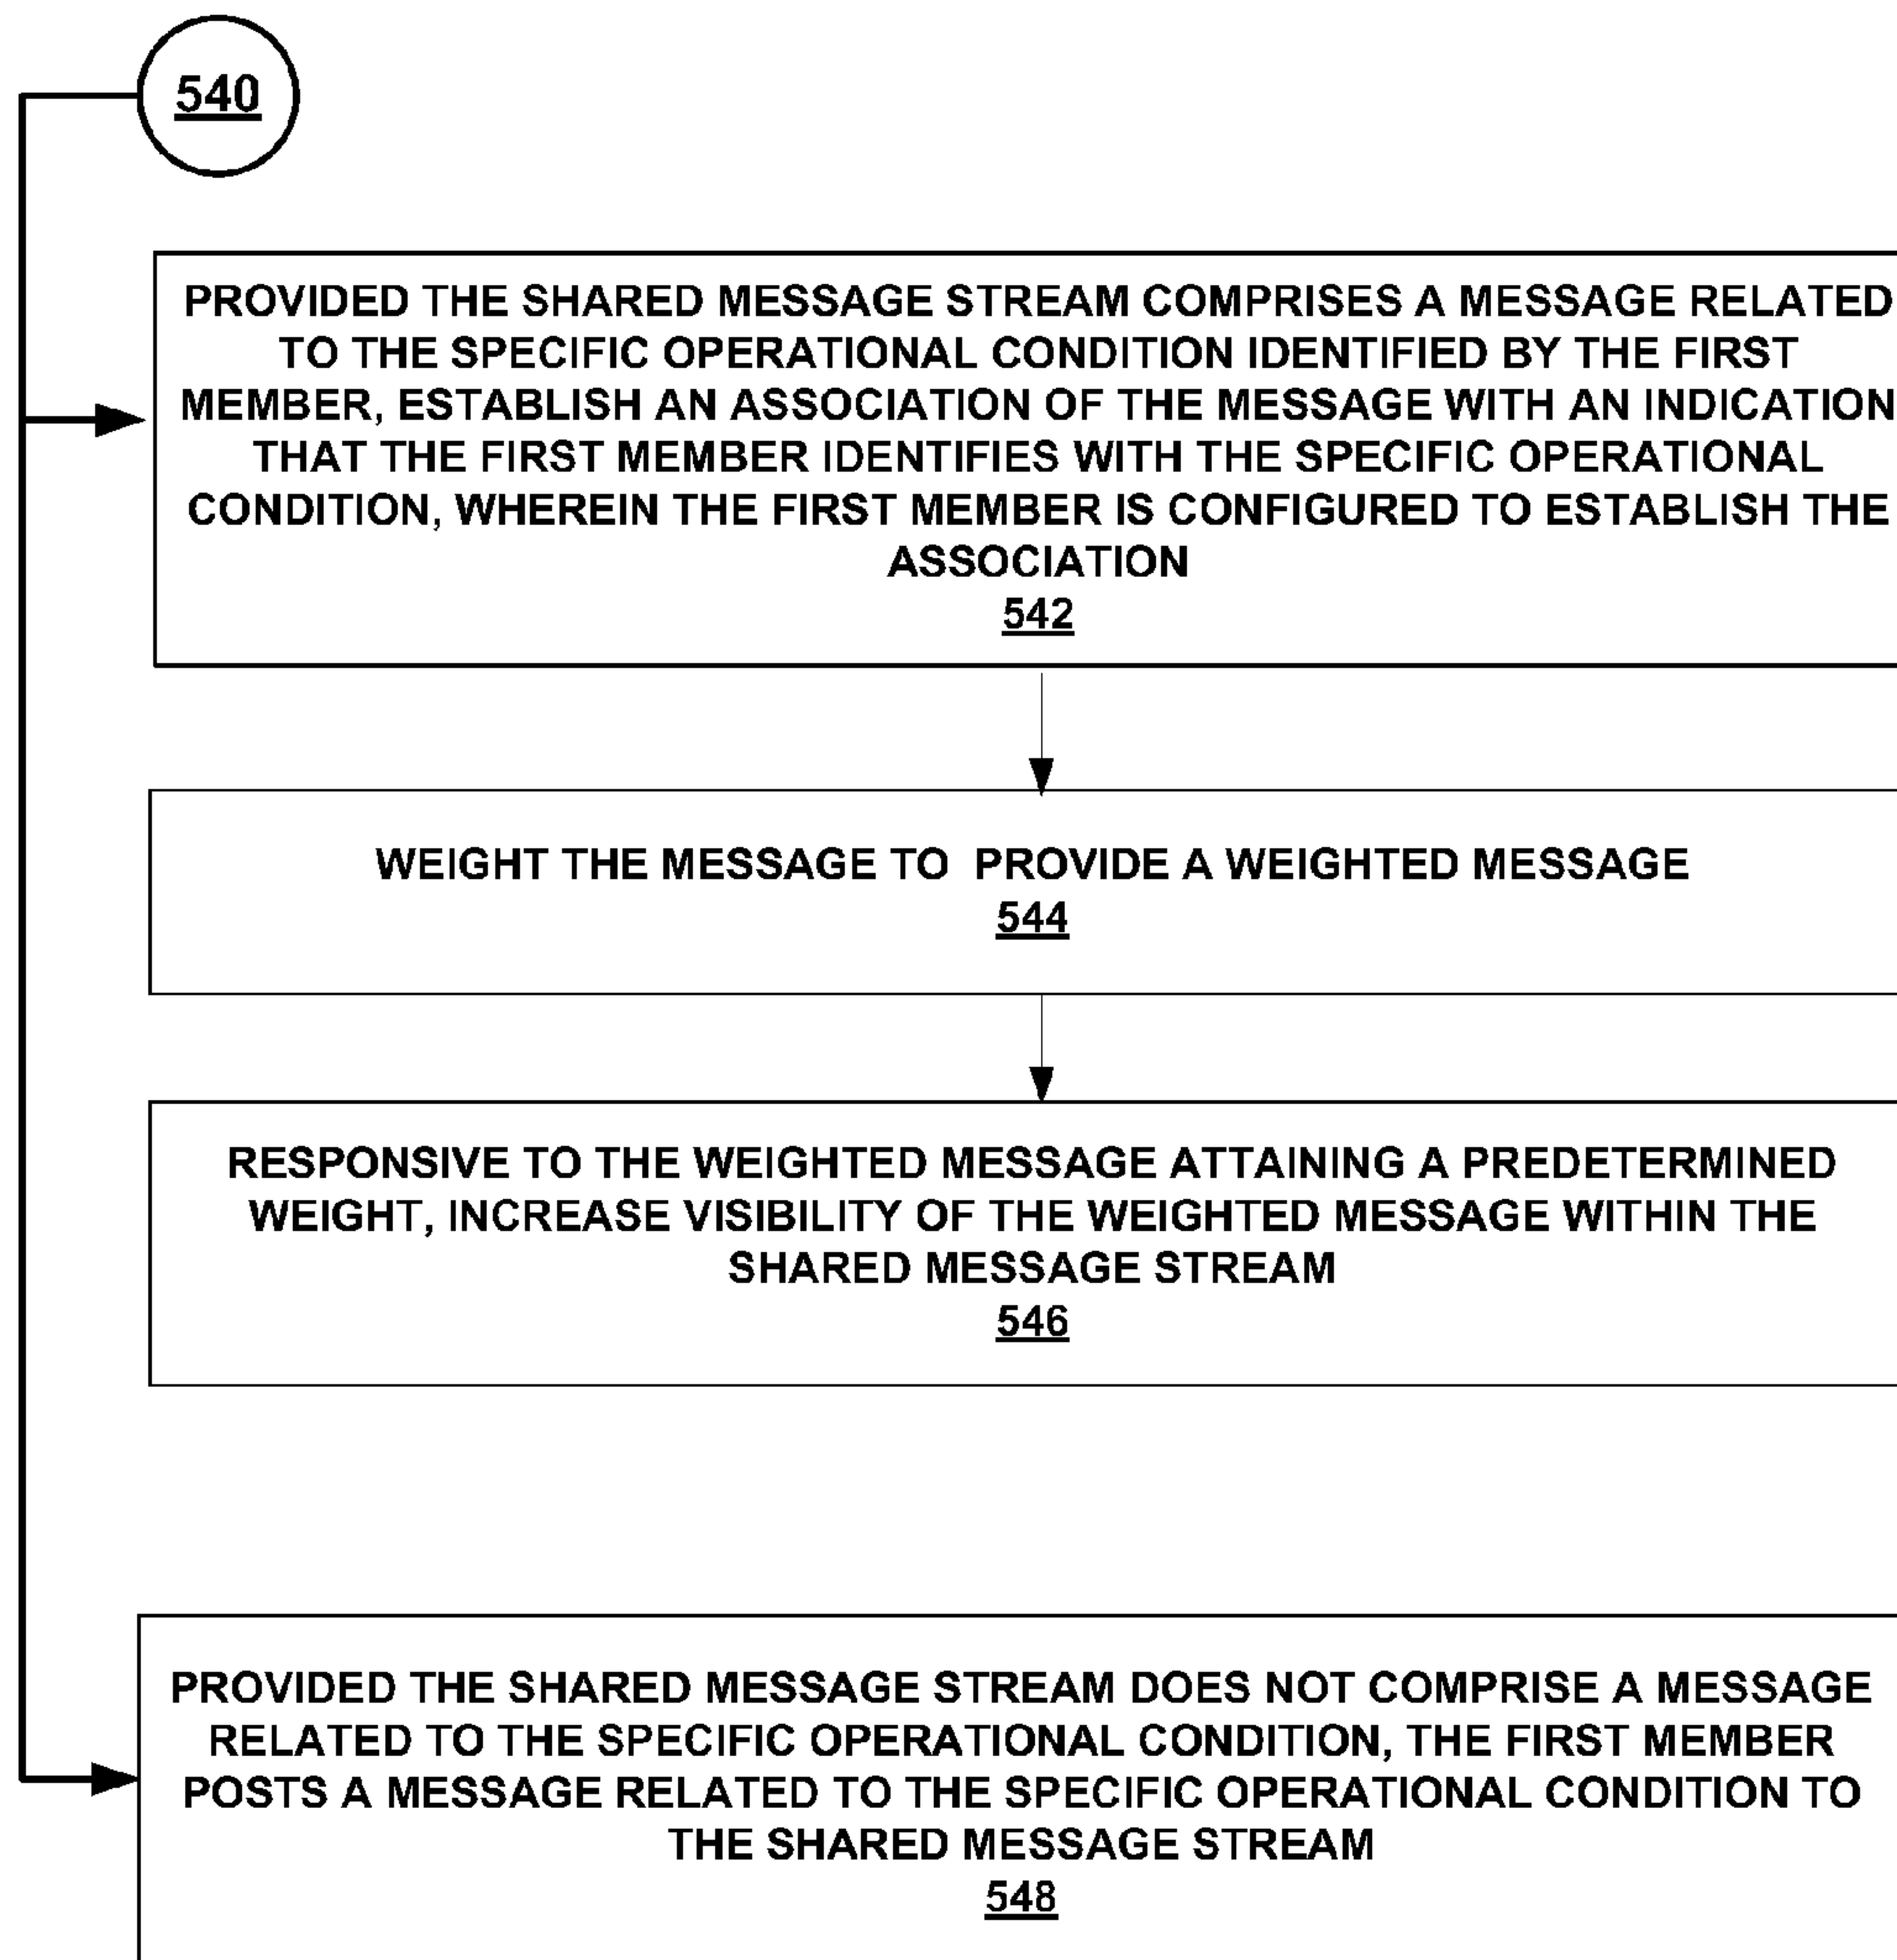 540
PROVIDED THE SHARED MESSAGE STREAM COMPRISES A MESSAGE RELATED
TO THE SPECIFIC OPERATIONAL CONDITION IDENTIFIED BY THE FIRST
MEMBER, ESTABLISH AN ASSOCIATION OF THE MESSAGE WITH AN INDICATION
THAT THE FIRST MEMBER IDENTIFIES WITH THE SPECIFIC OPERATIONAL
CONDITION, WHEREIN THE FIRST MEMBER IS CONFIGURED TO ESTABLISH THE
ASSOCIATION
542
WEIGHT THE MESSAGE TO PROVIDE A WEIGHTED MESSAGE
544
RESPONSIVE TO THE WEIGHTED MESSAGE ATTAINING A PREDETERMINED
WEIGHT, INCREASE VISIBILITY OF THE WEIGHTED MESSAGE WITHIN THE
SHARED MESSAGE STREAM
546
PROVIDED THE SHARED MESSAGE STREAM DOES NOT COMPRISE A MESSAGE
RELATED TO THE SPECIFIC OPERATIONAL CONDITION, THE FIRST MEMBER
POSTS A MESSAGE RELATED TO THE SPECIFIC OPERATIONAL CONDITION TO
THE SHARED MESSAGE STREAM
548